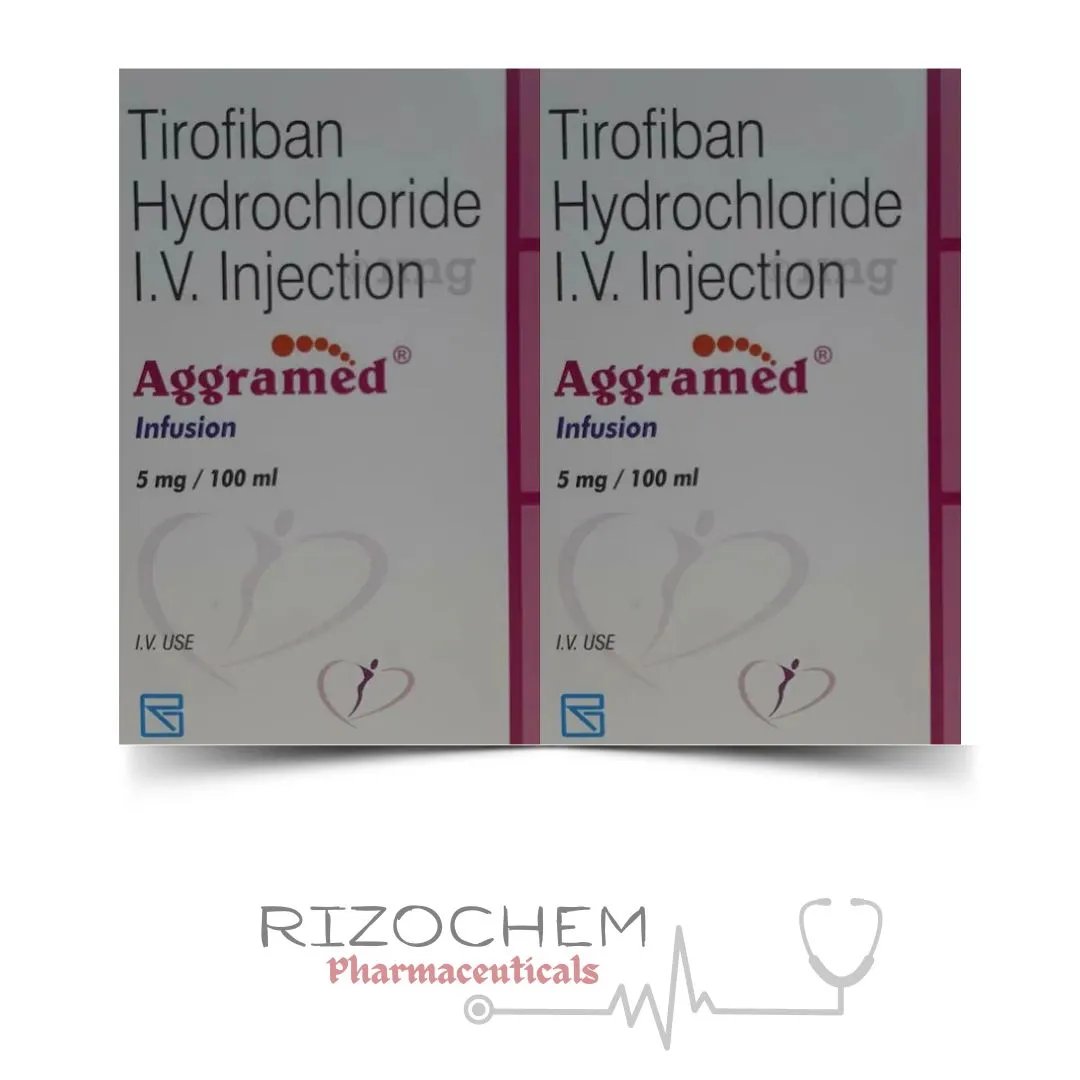 Tirofiban
Hydrochloride
I.V. Injection
Aggramed®
Infusion
5 mg / 100 ml
I.V. USE
Tirofiban
Hydrochloride
I.V. Injection
Aggramed®
Infusion
5 mg / 100 ml
I.V. USE
RIZOCHEM
Pharmaceuticals